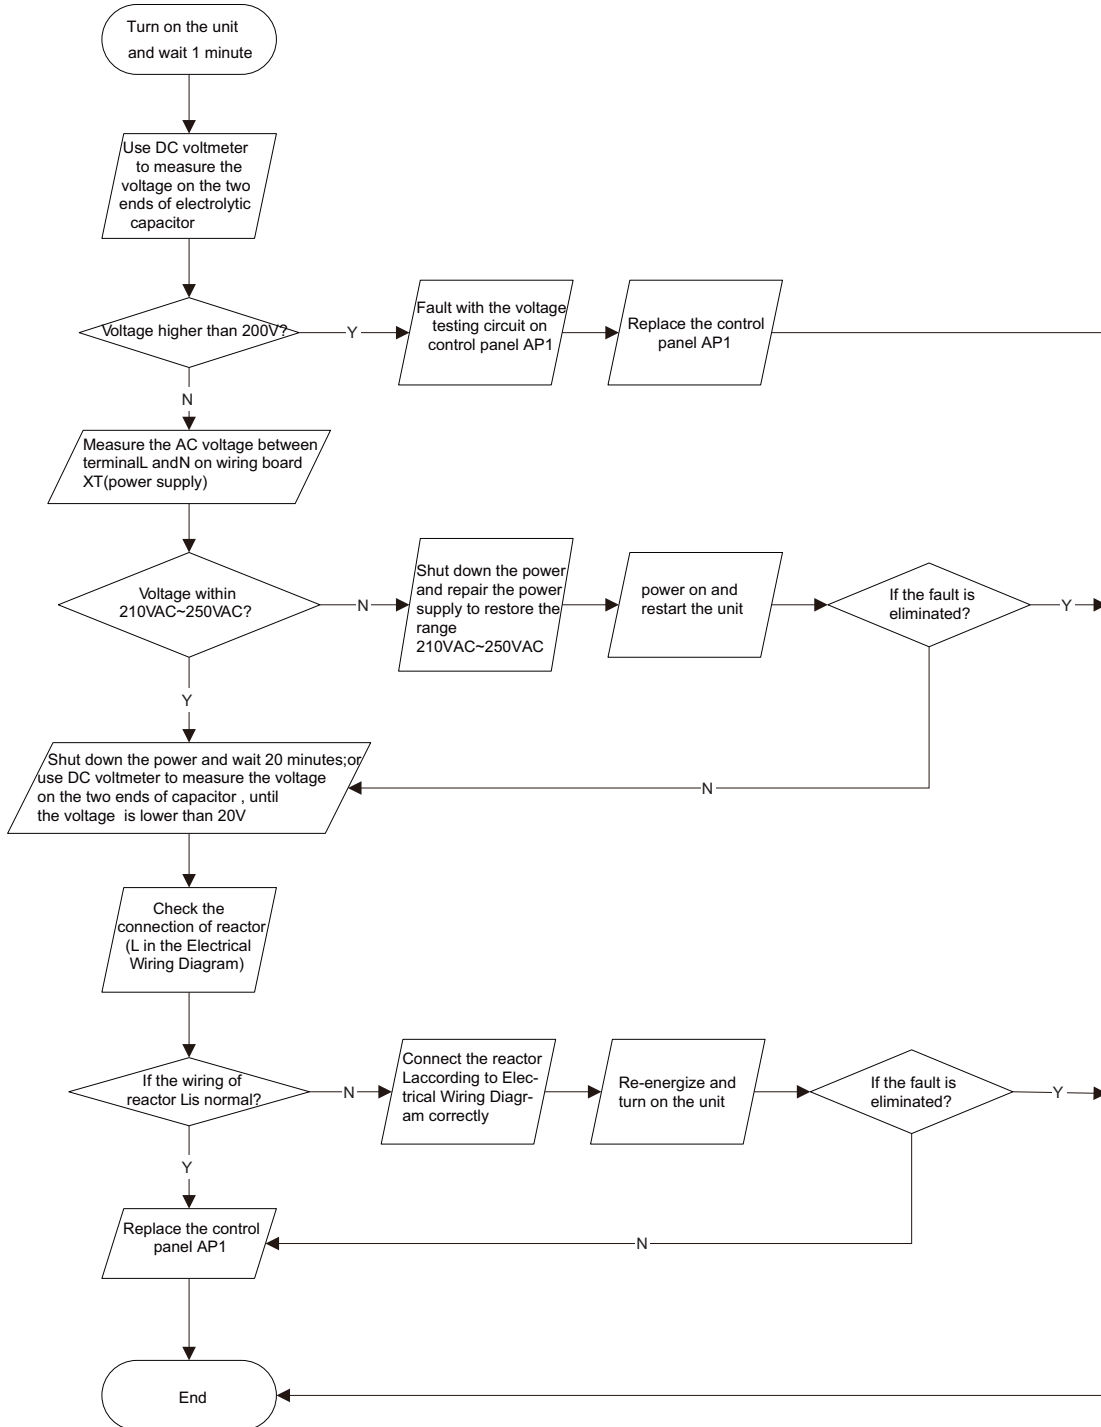 Turn on the unit
and wait 1 minute
Use DC voltmeter
to measure the
voltage on the two
ends of electrolytic
capacitor
Voltage higher than 200V?
Y
Fault with the voltage
testing circuit on
control panel AP1
Replace the control
panel AP1
N
Measure the AC voltage between
terminalL andN on wiring board
XT(power supply)
Voltage within
210VAC~250VAC?
N
Shut down the power
and repair the power
supply to restore the
range
210VAC~250VAC
power on and
restart the unit
If the fault is
eliminated?
Y
Y
Shut down the power and wait 20 minutes;or
use DC voltmeter to measure the voltage
on the two ends of capacitor , until
the voltage is lower than 20V
N
Check the
connection of reactor
(L in the Electrical
Wiring Diagram)
If the wiring of
reactor Lis normal?
N
Connect the reactor
Laccording to Elec-
trical Wiring Diagr-
am correctly
Re-energize and
turn on the unit
If the fault is
eliminated?
Y
Y
Replace the control
panel AP1
N
End